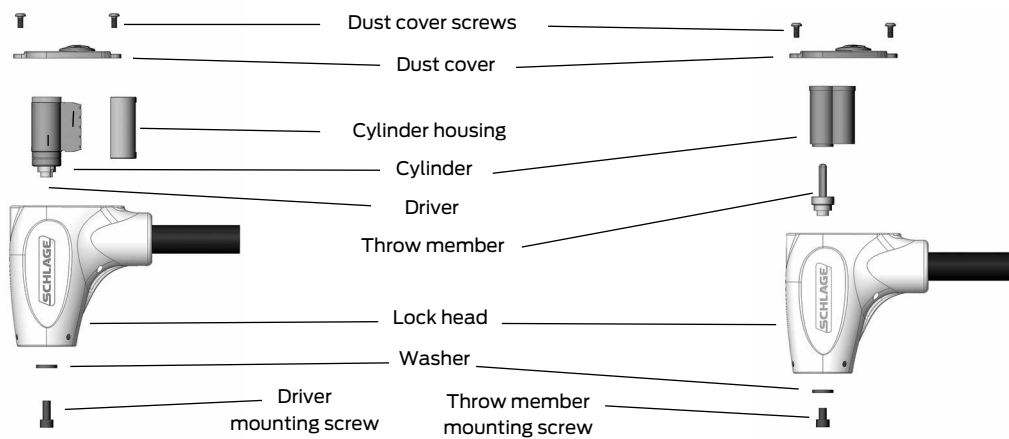 Dust cover screws
Dust cover
Cylinder housing
Cylinder
Driver
Throw member
SCHLAGE
SCHLAGE
Lock head
Washer
Driver
mounting screw
Throw member
mounting screw